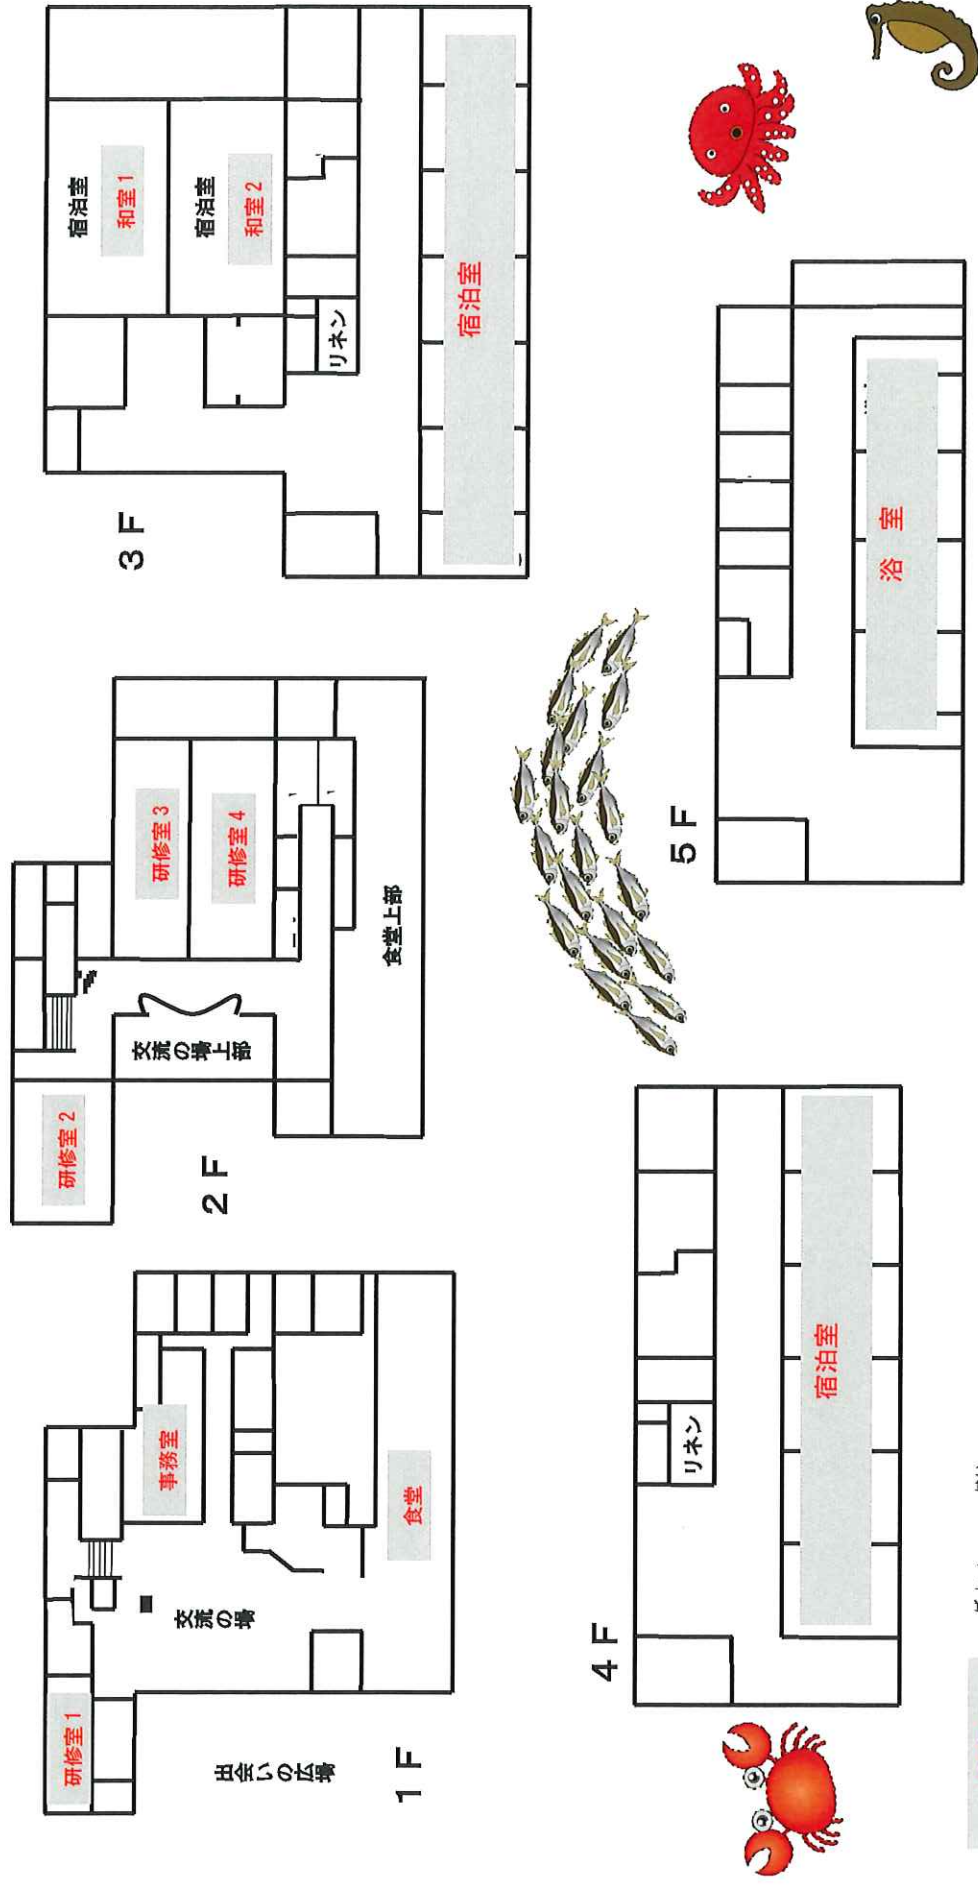 研修室1
事務室
交流の場
食堂
出会いの広場
1F
研修室2
研修室3
研修室4
交流の場上部
食堂上部
2F
宿泊室
和室1
宿泊室
和室2
リネン
宿泊室
3F
リネン
宿泊室
4F
浴 室
5F